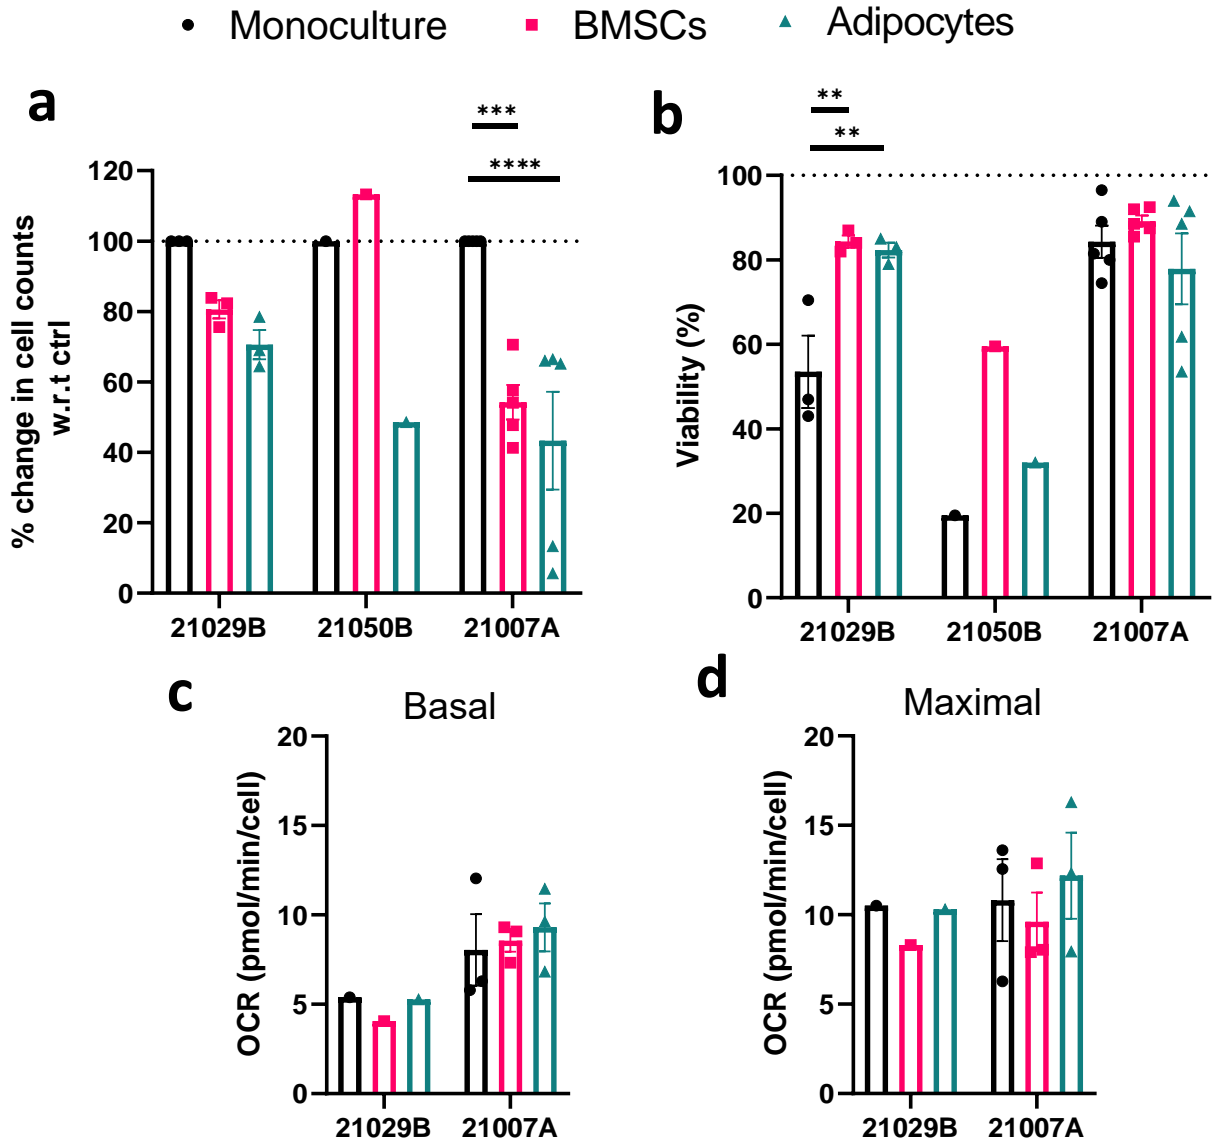 Monoculture BMSCs Adipocytes
a
***
****
% change in cell counts
w.r.t ctrl
120
100
80
60
40
20
0
21029B 21050B 21007A
b
**
**
Viability (%)
100
80
60
40
20
0
21029B 21050B 21007A
c
Basal
OCR (pmol/min/cell)
20
15
10
5
0
21029B 21007A
d
Maximal
OCR (pmol/min/cell)
20
15
10
5
0
21029B 21007A